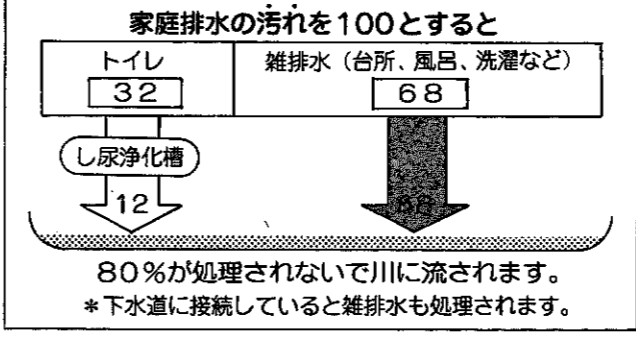 家庭排水の汚れを100とすると
トイレ
32
雑排水（台所、風呂、洗濯など）
68
し尿浄化槽
12
68
80％が処理されないで川に流されます。
＊下水道に接続していると雑排水も処理されます。